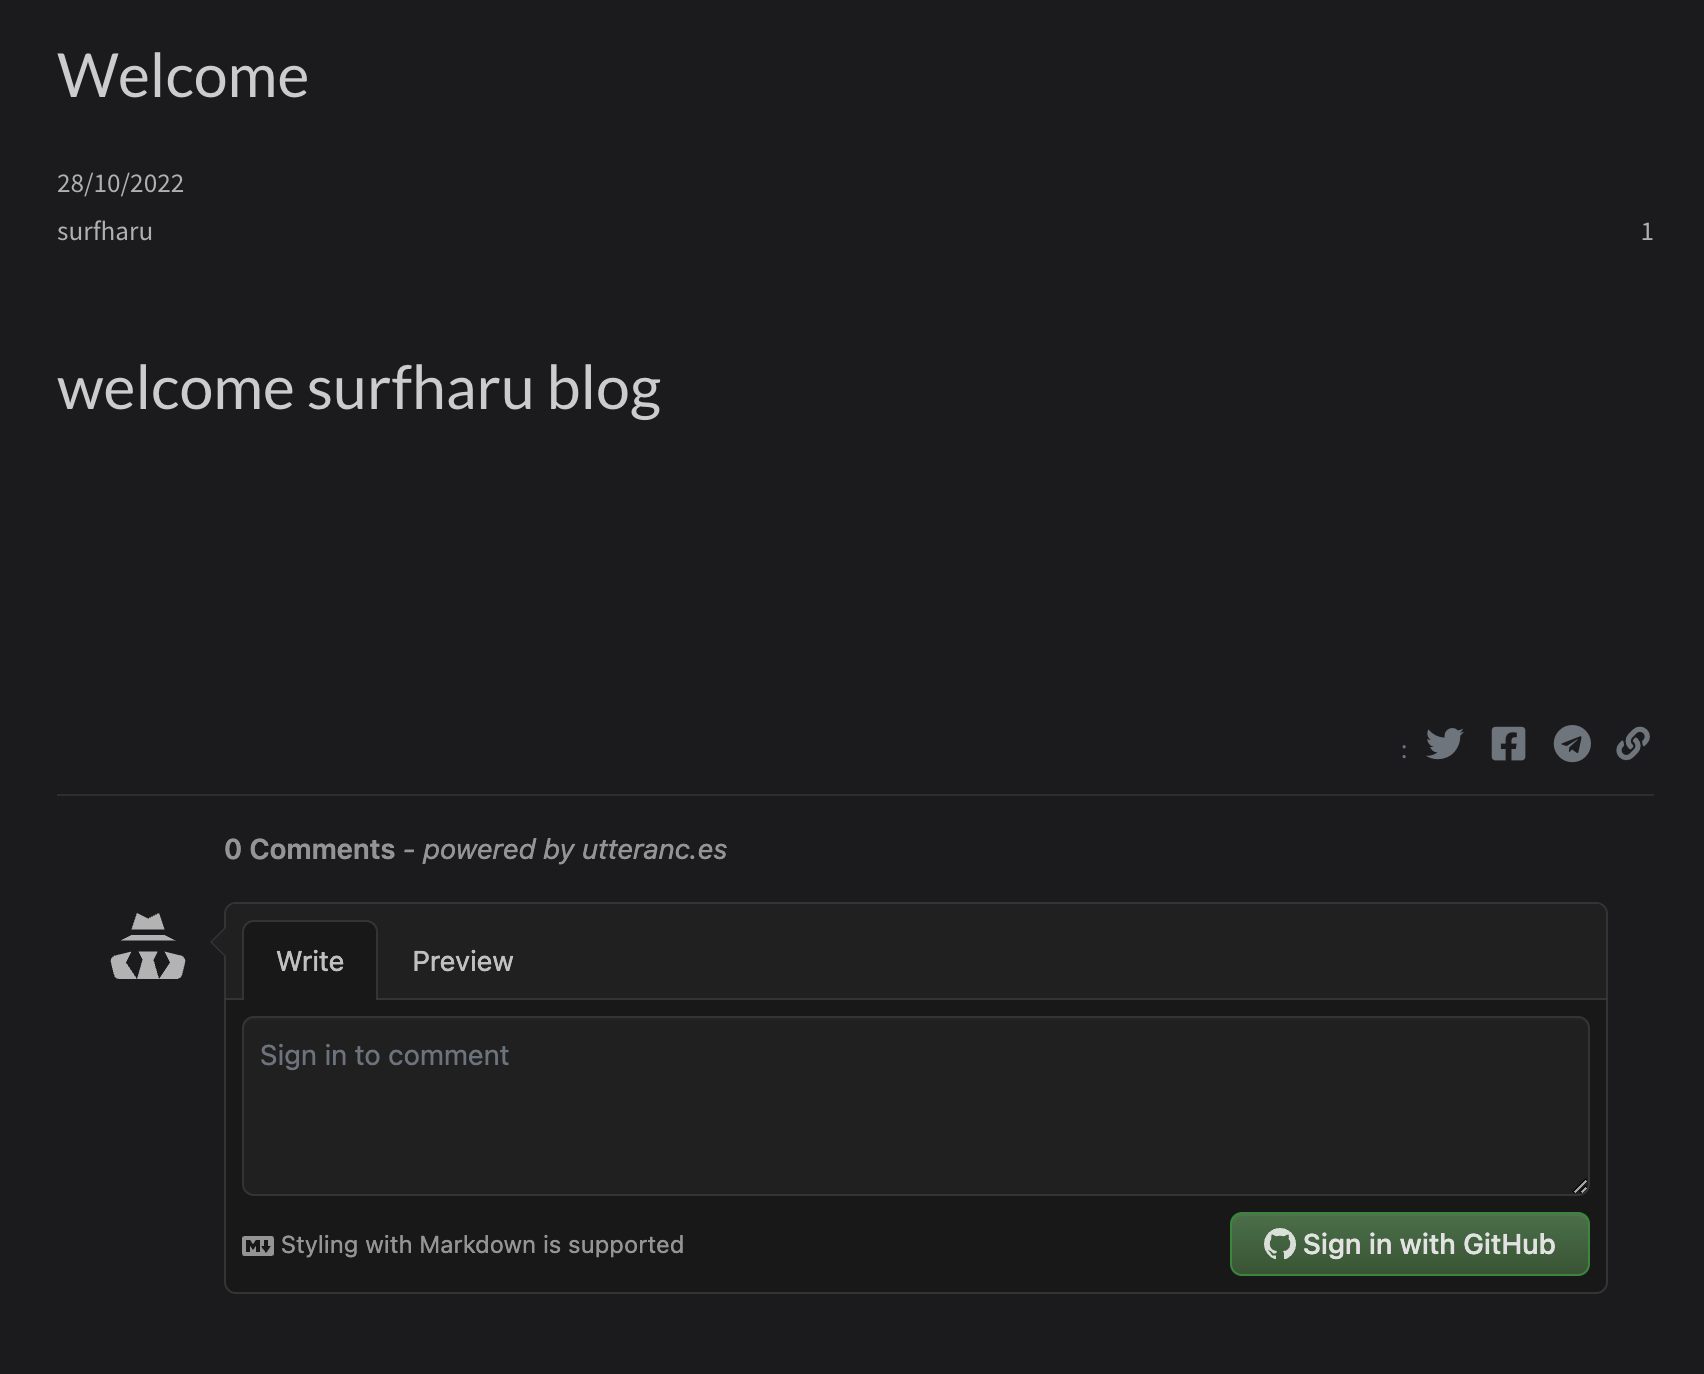 Welcome
28/10/2022
surfharu 1
welcome surfharu blog
:
0 Comments - powered by utteranc.es
Write Preview
Sign in to comment
M Styling with Markdown is supported
Sign in with GitHub